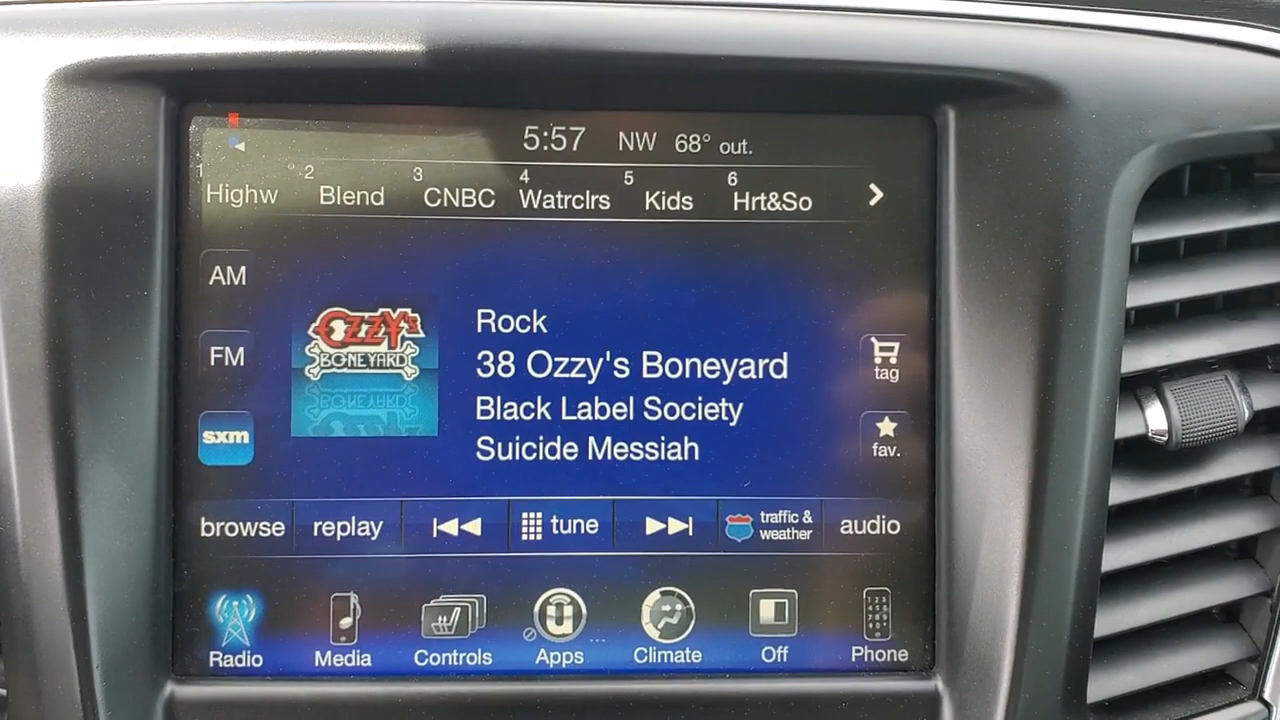 5:57 NW 68° out.
1 Highw 2 Blend 3 CNBC 4 Watrclrs 5 Kids 6 Hrt&So
AM
FM
sxm
OZZY'S
BONEYARD
Rock
38 Ozzy's Boneyard
Black Label Society
Suicide Messiah
tag
fav.
browse replay tune traffic & weather audio
Radio Media Controls Apps Climate Off Phone